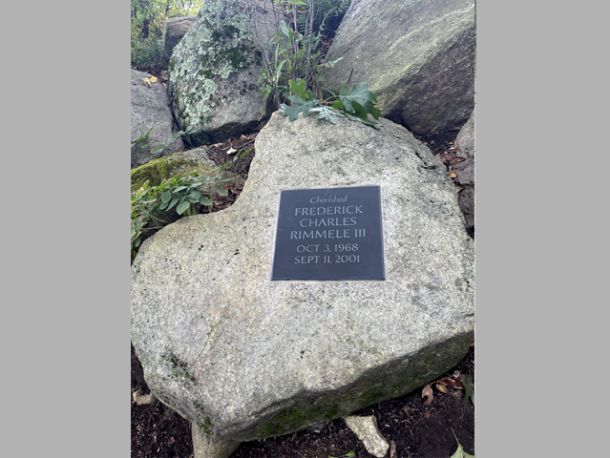 Cherished
FREDERICK
CHARLES
RIMMELE III
OCT 3, 1968
SEPT 11, 2001